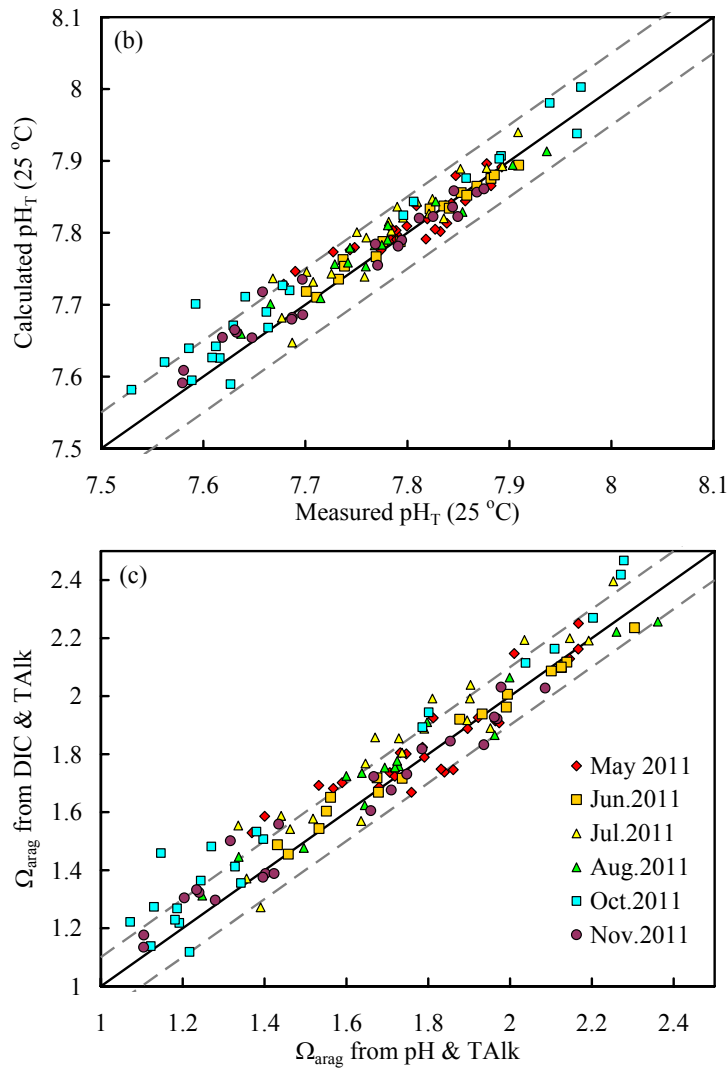 (b)
8.1
8
7.9
7.8
7.7
7.6
7.5
Calculated pH_T (25 °C)
7.5 7.6 7.7 7.8 7.9 8 8.1
Measured pH_T (25 °C)
(c)
2.4
2.2
2
1.8
1.6
1.4
1.2
1
Ω_arag from DIC & TAlk
May 2011
Jun.2011
Jul.2011
Aug.2011
Oct.2011
Nov.2011
1 1.2 1.4 1.6 1.8 2 2.2 2.4
Ω_arag from pH & TAlk